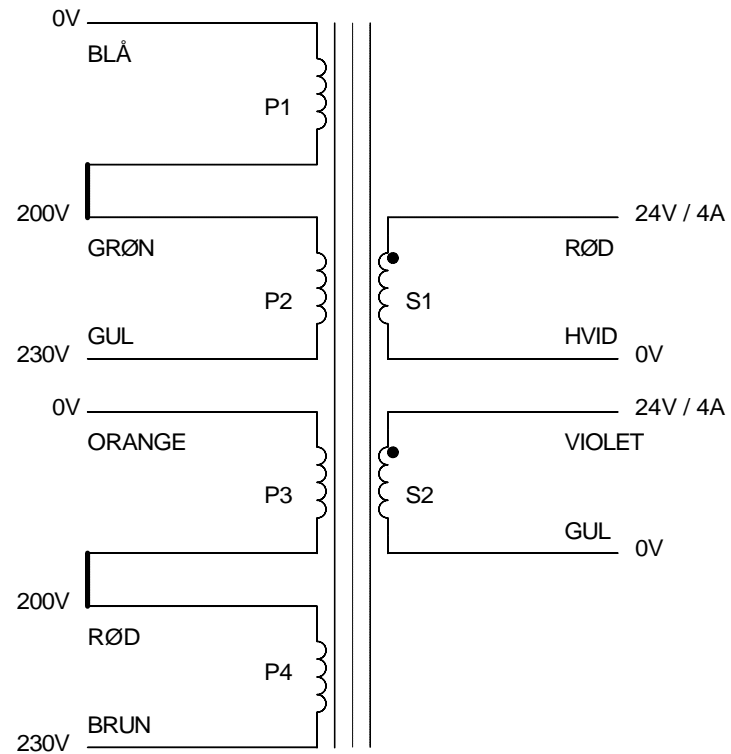 0V
BLÅ
P1
200V
GRØN
P2
GUL
230V
0V
ORANGE
P3
200V
RØD
P4
BRUN
230V
24V / 4A
RØD
S1
HVID
0V
24V / 4A
VIOLET
S2
GUL
0V